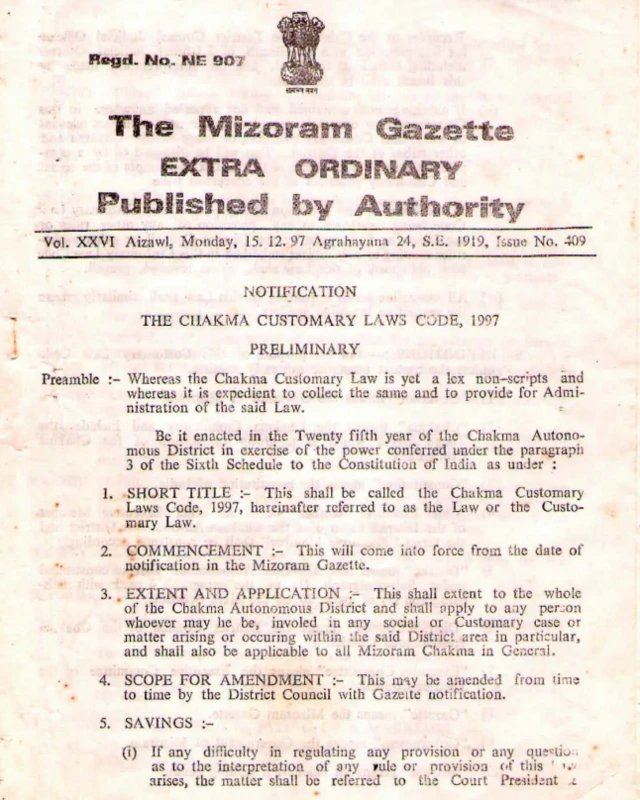 Regd. No. NE 907
The Mizoram Gazette
EXTRA ORDINARY
Published by Authority
Vol. XXVI Aizawl, Monday, 15. 12. 97 Agrahayana 24, S.E. 1919, Issue No. 409
NOTIFICATION
THE CHAKMA CUSTOMARY LAWS CODE, 1997
PRELIMINARY
Preamble :- Whereas the Chakma Customary Law is yet a lex non-scripts and
whereas it is expedient to collect the same and to provide for Admi-
nistration of the said Law.
Be it enacted in the Twenty fifth year of the Chakma Autono-
mous District in exercise of the power conferred under the paragraph
3 of the Sixth Schedule to the Constitution of India as under :
1. SHORT TITLE :- This shall be called the Chakma Customary
Laws Code, 1997, hereinafter referred to as the Law or the Custo-
mary Law.
2. COMMENCEMENT :- This will come into force from the date of
notification in the Mizoram Gazette.
3. EXTENT AND APPLICATION :- This shall extent to the whole
of the Chakma Autonomous District and shall apply to any person
whoever may he be, involed in any social or Customary case or
matter arising or occuring within the said District area in particular,
and shall also be applicable to all Mizoram Chakma in General.
4. SCOPE FOR AMENDMENT :- This may be amended from time
to time by the District Council with Gazette notification.
5. SAVINGS :-
(i) If any difficulty in regulating any provision or any question
as to the interpretation of any rule or provision of this
arises, the matter shall be referred to the Court President